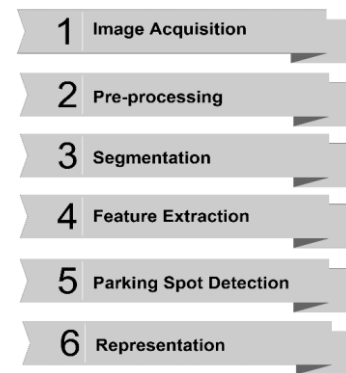 1 Image Acquisition
2 Pre-processing
3 Segmentation
4 Feature Extraction
5 Parking Spot Detection
6 Representation